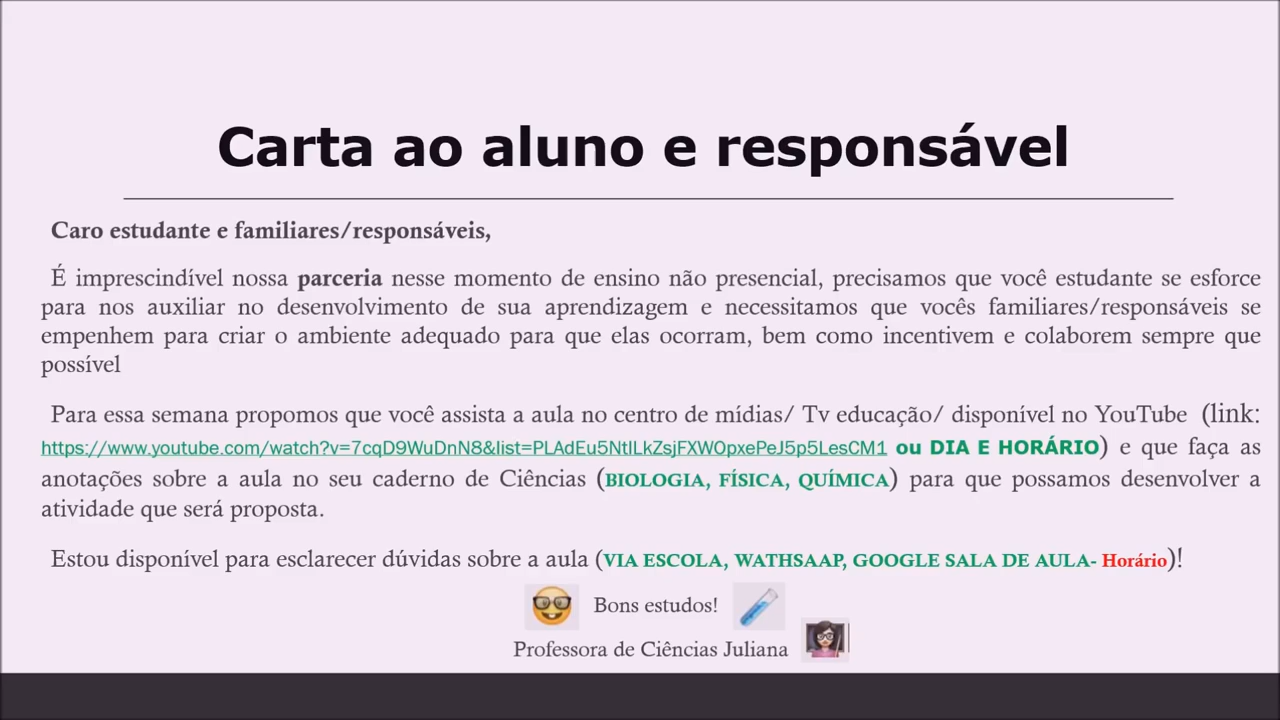 Carta ao aluno e responsável
Caro estudante e familiares/responsáveis,
É imprescindível nossa parceria nesse momento de ensino não presencial, precisamos que você estudante se esforce
para nos auxiliar no desenvolvimento de sua aprendizagem e necessitamos que vocês familiares/responsáveis se
empenhem para criar o ambiente adequado para que elas ocorram, bem como incentivem e colaborem sempre que
possível
Para essa semana propomos que você assista a aula no centro de mídias/ Tv educação/ disponível no YouTube (link:
https://www.youtube.com/watch?v=7cqD9WuDnN8&list=PLAdEu5NtlLkZsjFXW0pxePeJ5p5LesCM1 ou DIA E HORÁRIO) e que faça as
anotações sobre a aula no seu caderno de Ciências (BIOLOGIA, FÍSICA, QUÍMICA) para que possamos desenvolver a
atividade que será proposta.
Estou disponível para esclarecer dúvidas sobre a aula (VIA ESCOLA, WATHSAAP, GOOGLE SALA DE AULA- Horário)!
Bons estudos!
Professora de Ciências Juliana